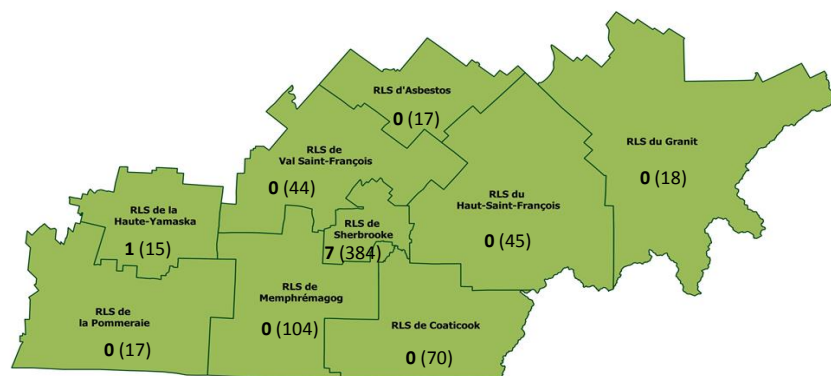 RLS d'Asbestos
0 (17)
RLS du Granit
0 (18)
RLS de
Val Saint-François
0 (44)
RLS du
Haut-Saint-François
0 (45)
RLS de la
Haute-Yamaska
1 (15)
RLS de
Sherbrooke
7 (384)
RLS de
Memphrémagog
0 (104)
RLS de
la Pommeraie
0 (17)
RLS de Coaticook
0 (70)